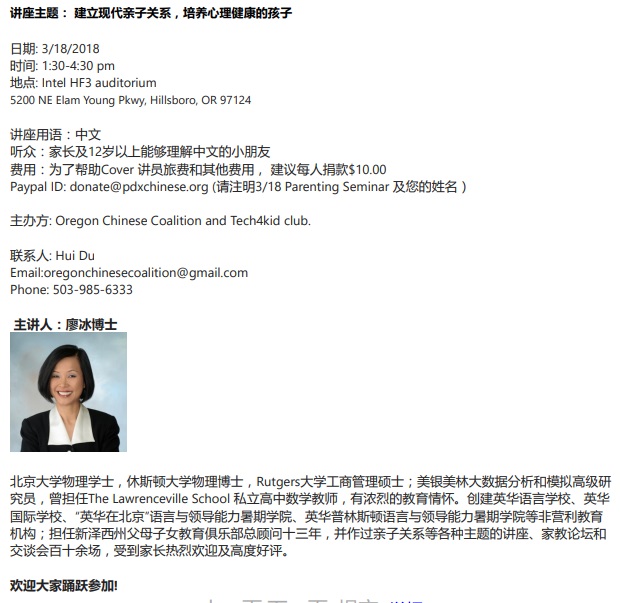 讲座主题： 建立现代亲子关系，培养心理健康的孩子
日期: 3/18/2018
时间: 1:30-4:30 pm
地点: Intel HF3 auditorium
5200 NE Elam Young Pkwy, Hillsboro, OR 97124
讲座用语：中文
听众：家长及12岁以上能够理解中文的小朋友
费用：为了帮助Cover 讲员旅费和其他费用， 建议每人捐款$10.00
Paypal ID: donate@pdxchinese.org (请注明3/18 Parenting Seminar 及您的姓名 )
主办方: Oregon Chinese Coalition and Tech4kid club.
联系人: Hui Du
Email:oregonchinesecoalition@gmail.com
Phone: 503-985-6333
主讲人：廖冰博士
北京大学物理学士，休斯顿大学物理博士，Rutgers大学工商管理硕士；美银美林大数据分析和模拟高级研
究员，曾担任The Lawrenceville School 私立高中数学教师，有浓烈的教育情怀。创建英华语言学校、英华
国际学校、“英华在北京”语言与领导能力暑期学院、英华普林斯顿语言与领导能力暑期学院等非营利教育
机构；担任新泽西州父母子女教育俱乐部总顾问十三年，并作过亲子关系等各种主题的讲座、家教论坛和
交谈会百十余场，受到家长热烈欢迎及高度好评。
欢迎大家踊跃参加!